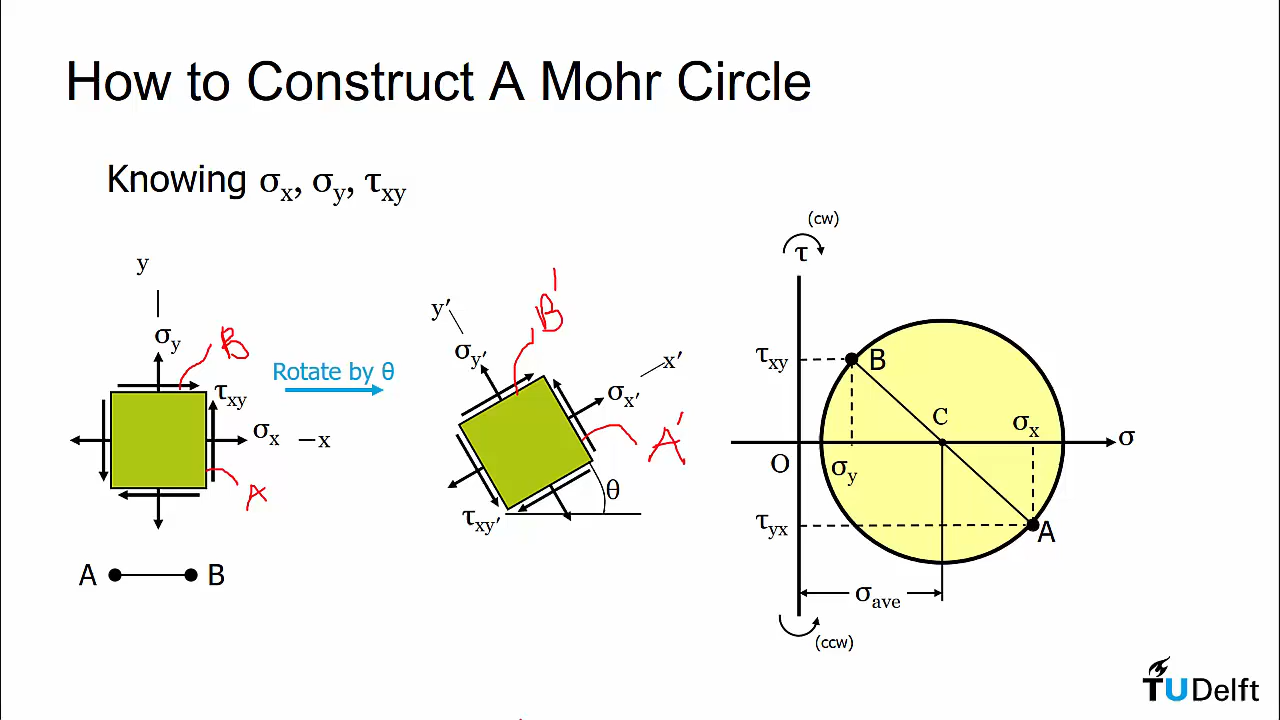 How to Construct A Mohr Circle
Knowing σx, σy, τxy
y
σy
B
τxy
σx
x
A
A B
Rotate by θ
y′
σy′
B′
x′
σx′
A′
θ
τxy′
(cw)
τ
τxy
B
C
σx
σ
O
σy
τyx
A
σave
(ccw)
TUDelft